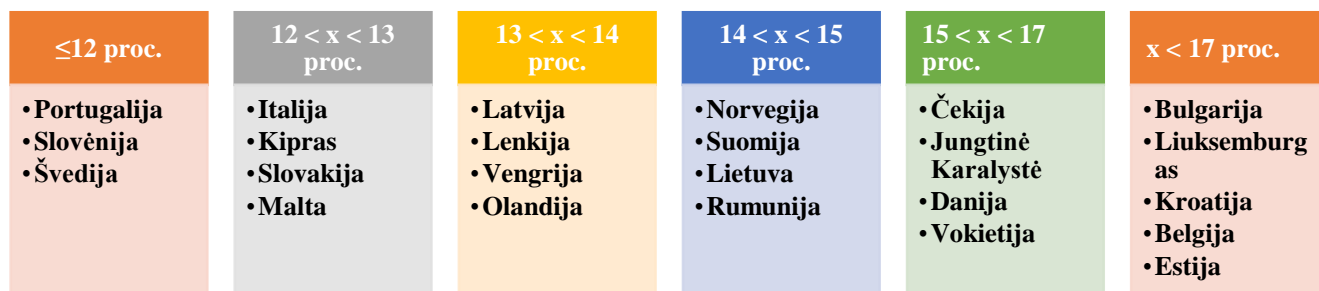 ≤12 proc.
• Portugalija
• Slovėnija
• Švedija
12 < x < 13
proc.
• Italija
• Kipras
• Slovakija
• Malta
13 < x < 14
proc.
• Latvija
• Lenkija
• Vengrija
• Olandija
14 < x < 15
proc.
• Norvegija
• Suomija
• Lietuva
• Rumunija
15 < x < 17
proc.
• Čekija
• Jungtinė
Karalystė
• Danija
• Vokietija
x < 17 proc.
• Bulgarija
• Liuksemburg
as
• Kroatija
• Belgija
• Estija